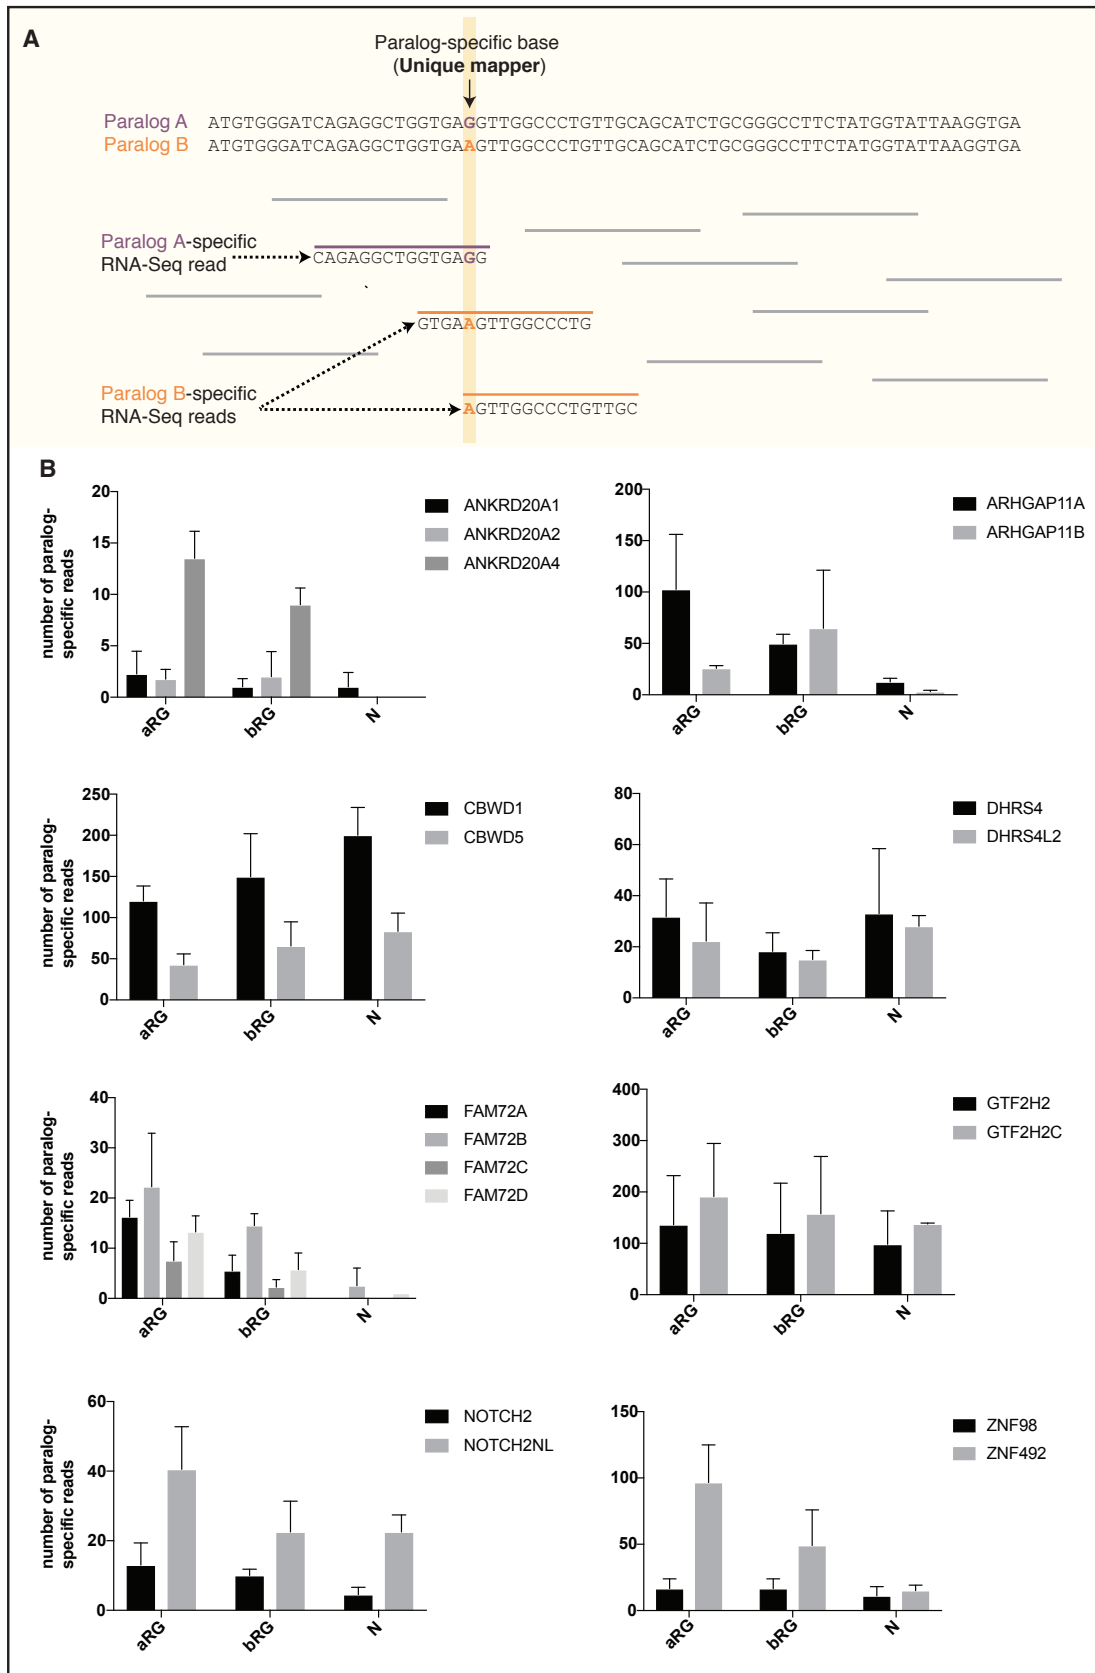 A
Paralog-specific base
(Unique mapper)
Paralog A ATGTGGGATCAGAGGCTGGTGAGGTTGGCCCTGTTGCAGCATCTGCGGGCCTTCTATGGTATTAAGGTGA
Paralog B ATGTGGGATCAGAGGCTGGTGAAGTTGGCCCTGTTGCAGCATCTGCGGGCCTTCTATGGTATTAAGGTGA
Paralog A-specific
RNA-Seq read
CAGAGGCTGGTGAGG
GTGAAGTTGGCCCTG
Paralog B-specific
RNA-Seq reads
AGTTGGCCCTGTTGC
B
number of paralog-
specific reads
20
15
10
5
0
aRG
bRG
N
ANKRD20A1
ANKRD20A2
ANKRD20A4
200
150
100
50
0
aRG
bRG
N
ARHGAP11A
ARHGAP11B
number of paralog-
specific reads
250
200
150
100
50
0
aRG
bRG
N
CBWD1
CBWD5
80
60
40
20
0
aRG
bRG
N
DHRS4
DHRS4L2
number of paralog-
specific reads
40
30
20
10
0
aRG
bRG
N
FAM72A
FAM72B
FAM72C
FAM72D
400
300
200
100
0
aRG
bRG
N
GTF2H2
GTF2H2C
number of paralog-
specific reads
60
40
20
0
aRG
bRG
N
NOTCH2
NOTCH2NL
150
100
50
0
aRG
bRG
N
ZNF98
ZNF492